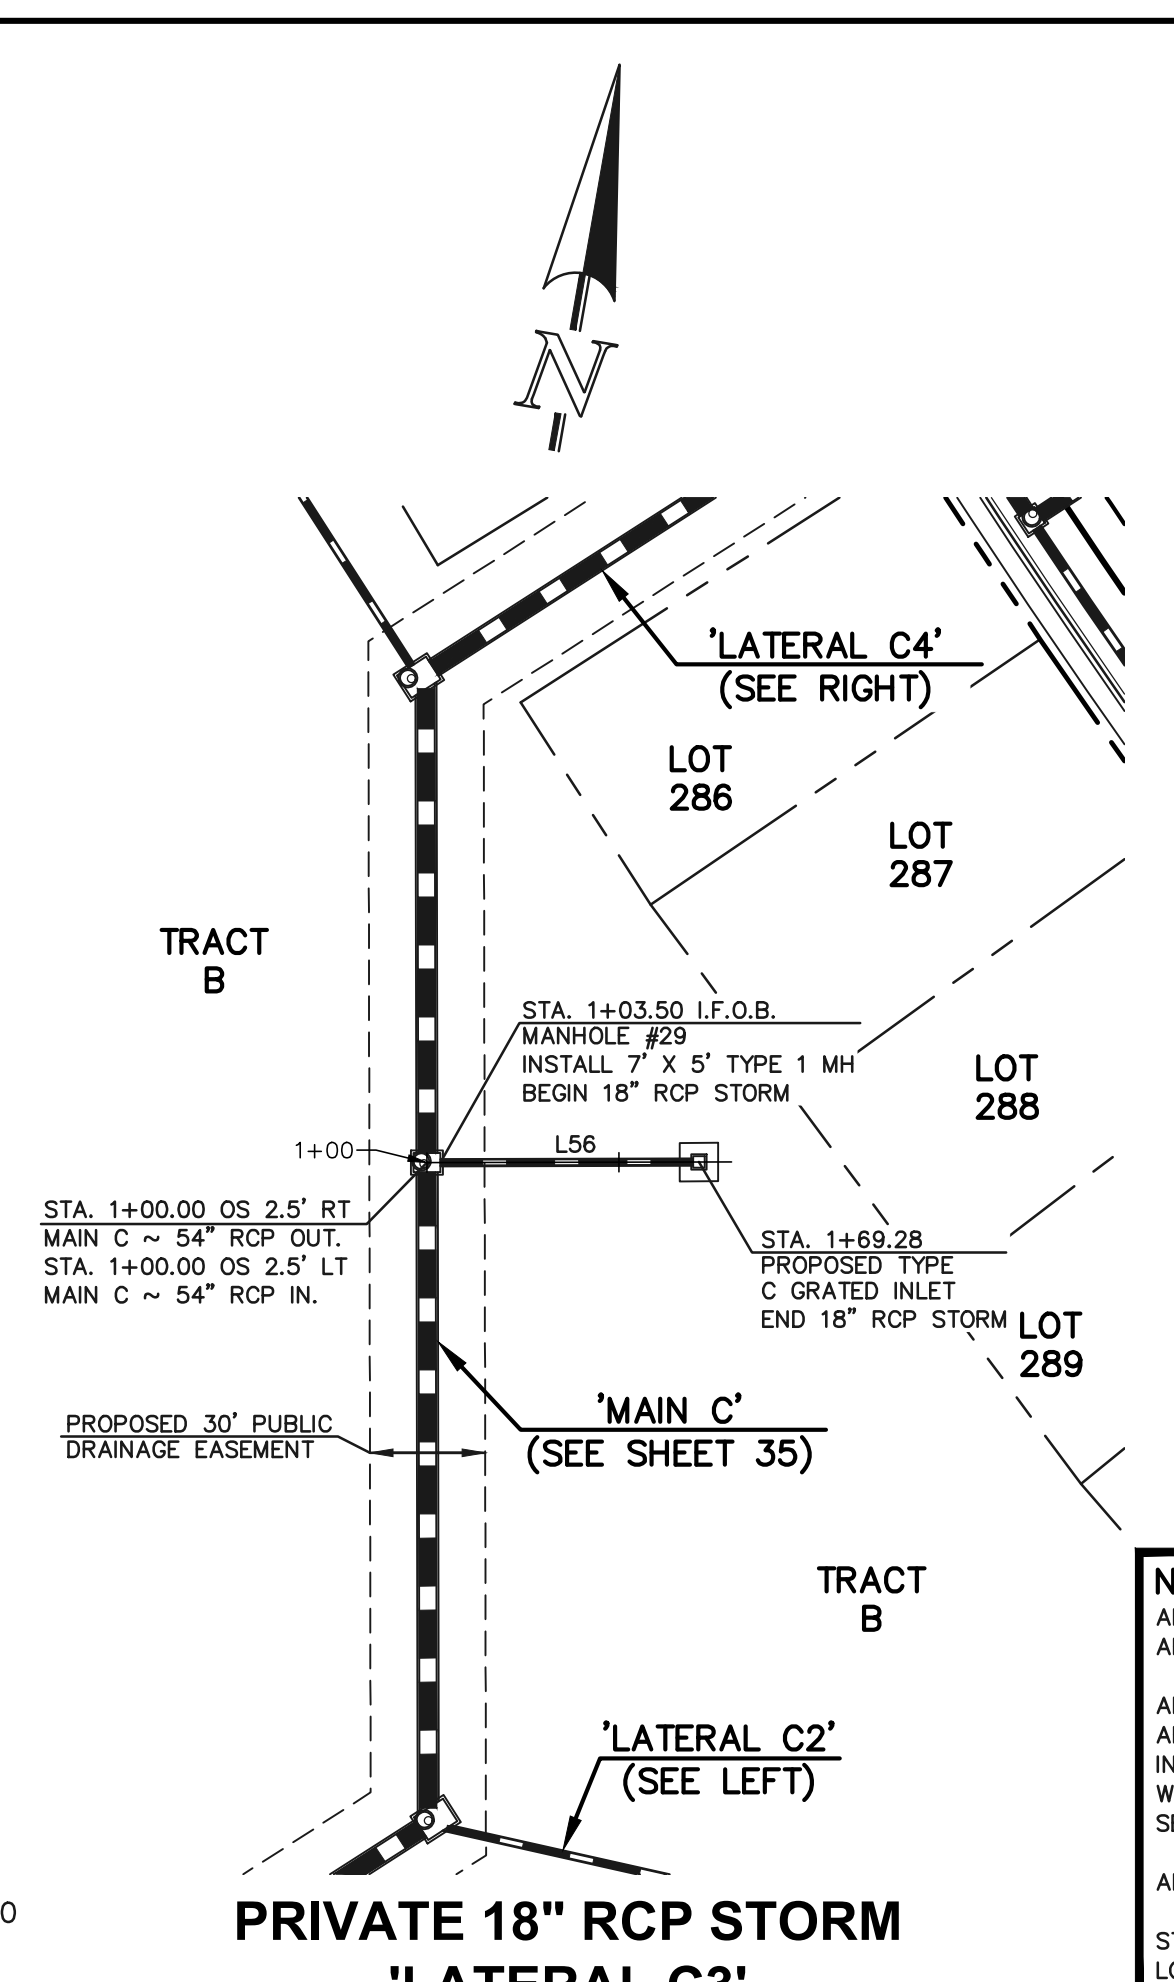 N
'LATERAL C4'
(SEE RIGHT)
LOT
286
LOT
287
TRACT
B
STA. 1+03.50 I.F.O.B.
MANHOLE #29
INSTALL 7' X 5' TYPE 1 MH
BEGIN 18" RCP STORM
LOT
288
L56
1+00
STA. 1+00.00 OS 2.5' RT
MAIN C ~ 54" RCP OUT.
STA. 1+00.00 OS 2.5' LT
MAIN C ~ 54" RCP IN.
STA. 1+69.28
PROPOSED TYPE
C GRATED INLET
END 18" RCP STORM
LOT
289
'MAIN C'
(SEE SHEET 35)
PROPOSED 30' PUBLIC
DRAINAGE EASEMENT
TRACT
B
'LATERAL C2'
(SEE LEFT)
PRIVATE 18" RCP STORM
'LATERAL C3'